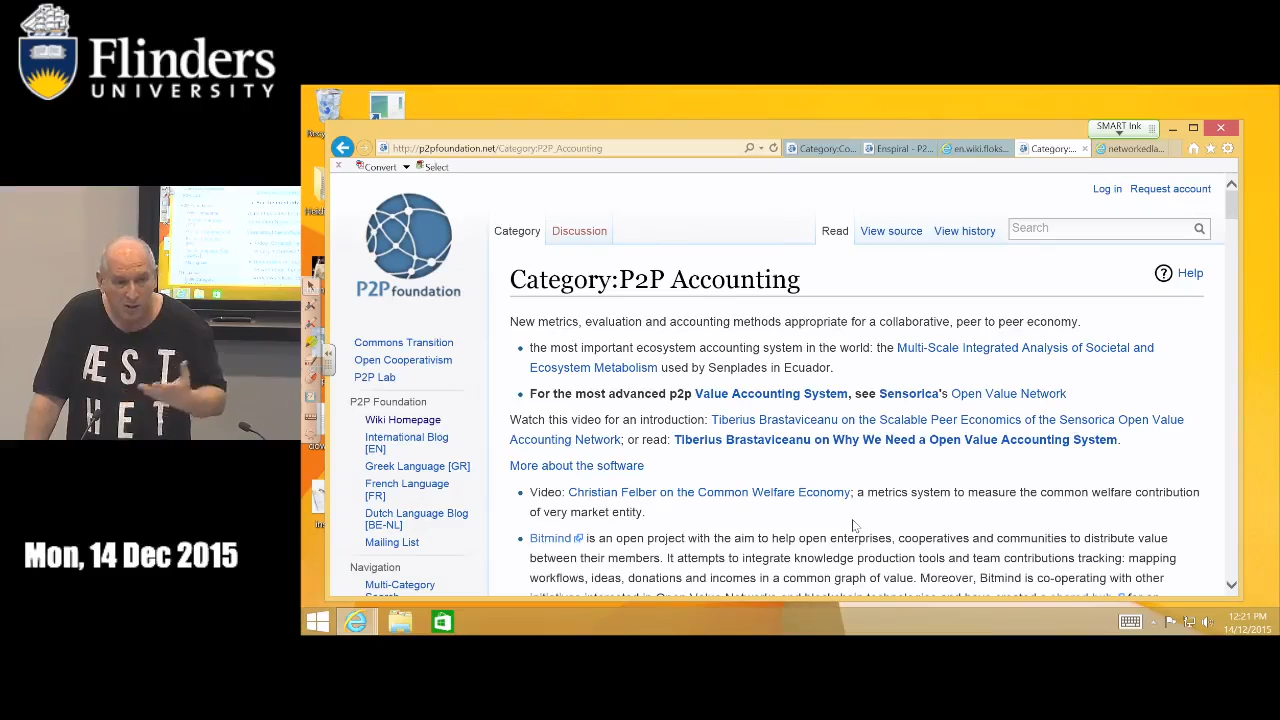 Flinders
UNIVERSITY
SMART Ink
http://p2pfoundation.net/Category:P2P_Accounting
Category:Co...
Enspiral - P2...
en.wiki.floks...
Category:...
networkedla...
Convert
Select
Log in Request account
Category Discussion
Read View source View history
Search
P2Pfoundation
Category:P2P Accounting
Help
New metrics, evaluation and accounting methods appropriate for a collaborative, peer to peer economy.
the most important ecosystem accounting system in the world: the Multi-Scale Integrated Analysis of Societal and
Ecosystem Metabolism used by Senplades in Ecuador.
For the most advanced p2p Value Accounting System, see Sensorica's Open Value Network
Watch this video for an introduction: Tiberius Brastaviceanu on the Scalable Peer Economics of the Sensorica Open Value
Accounting Network; or read: Tiberius Brastaviceanu on Why We Need a Open Value Accounting System.
More about the software
Video: Christian Felber on the Common Welfare Economy; a metrics system to measure the common welfare contribution
of very market entity.
Bitmind is an open project with the aim to help open enterprises, cooperatives and communities to distribute value
between their members. It attempts to integrate knowledge production tools and team contributions tracking: mapping
workflows, ideas, donations and incomes in a common graph of value. Moreover, Bitmind is co-operating with other
Commons Transition
Open Cooperativism
P2P Lab
P2P Foundation
Wiki Homepage
International Blog
[EN]
Greek Language [GR]
French Language
[FR]
Dutch Language Blog
[BE-NL]
Mailing List
Navigation
Multi-Category
ÆST
HET
Mon, 14 Dec 2015
12:21 PM
14/12/2015